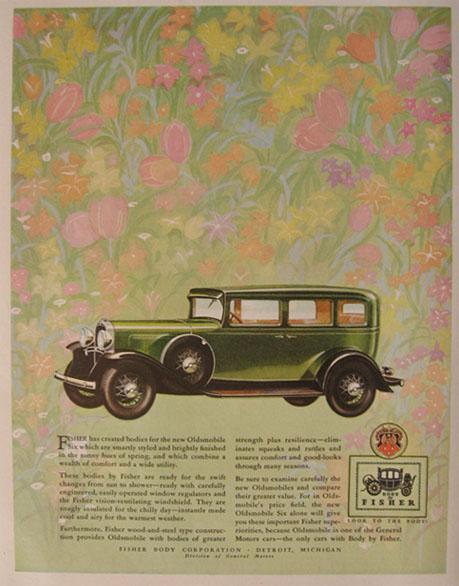 FISHER has created bodies for the new Oldsmobile
Six which are smartly styled and brightly finished
in the sunny hues of spring, and which combine a
wealth of comfort and a wide utility.
These bodies by Fisher are ready for the swift
changes from sun to shower—ready with carefully
engineered, easily operated window regulators and
the Fisher vision-ventilating windshield. They are
snugly insulated for the chilly day—instantly made
cool and airy for the warmest weather.
Furthermore, Fisher wood-and-steel type construc-
tion provides Oldsmobile with bodies of greater
strength plus resilience—elim-
inates squeaks and rattles and
assures comfort and good-looks
through many seasons.
Be sure to examine carefully the
new Oldsmobiles and compare
their greater value. For in Olds-
mobile's price field, the new
Oldsmobile Six alone will give
you these important Fisher supe-
riorities, because Oldsmobile is one of the General
Motors cars—the only cars with Body by Fisher.
BODY
by
FISHER
LOOK TO THE BODY!
FISHER BODY CORPORATION · DETROIT, MICHIGAN
Division of General Motors